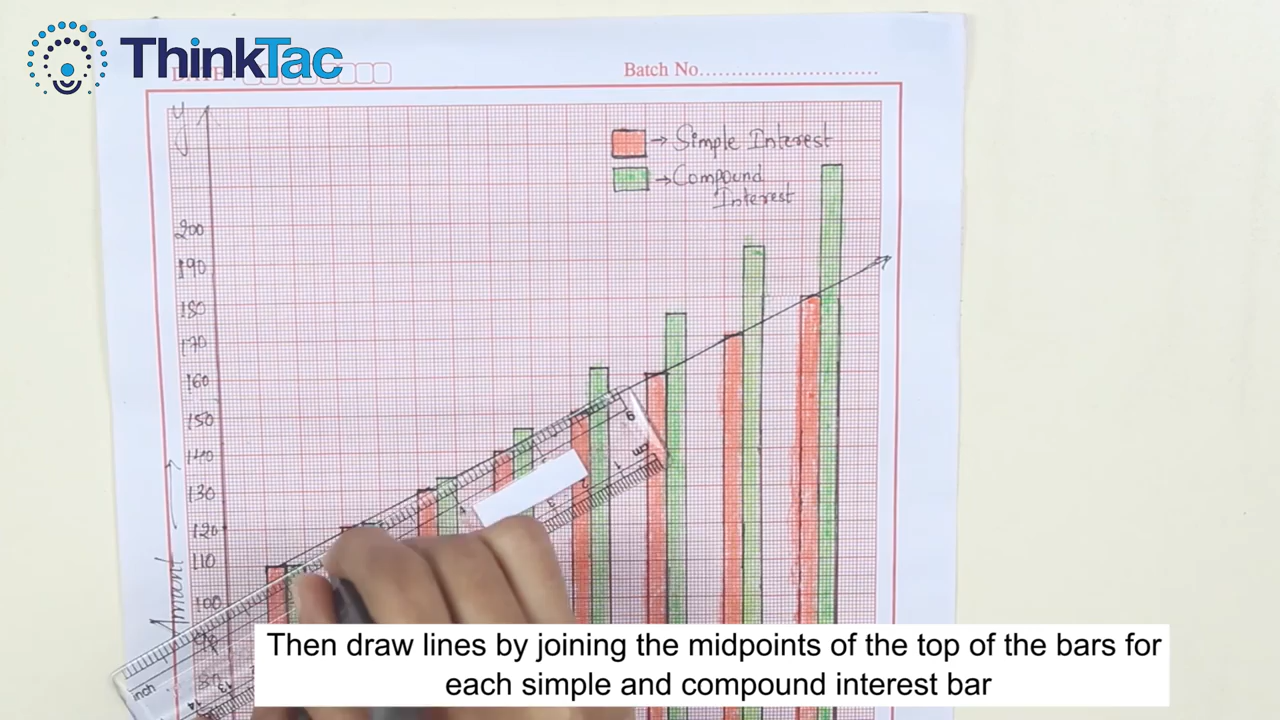 ThinkTac
Batch No
y
Simple Interest
Compound
Interest
200
190
180
170
160
150
140
130
120
110
100
Amount
inch
cm
Then draw lines by joining the midpoints of the top of the bars for
each simple and compound interest bar